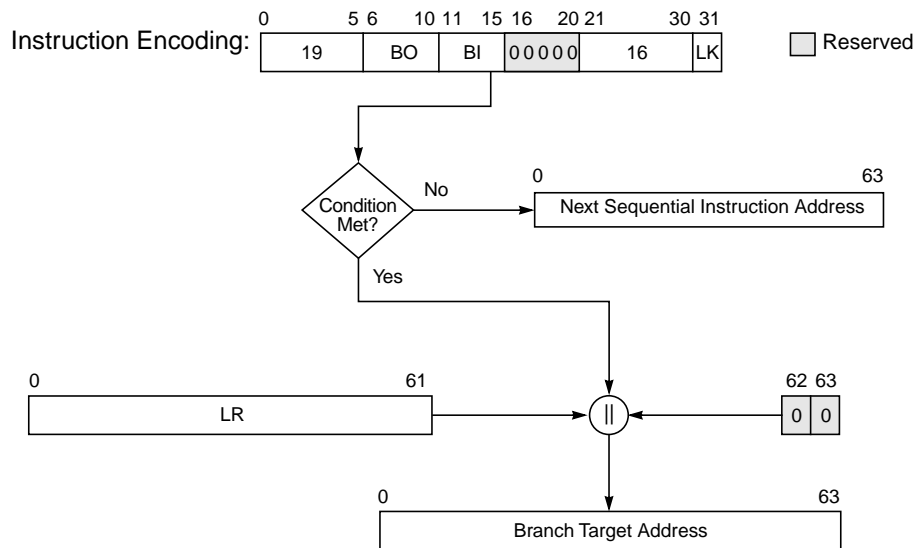 0 5 6 10 11 15 16 20 21 30 31
Instruction Encoding: 19 BO BI 0 0 0 0 0 16 LK Reserved
0 63
No
Condition
Met?
Next Sequential Instruction Address
Yes
0 61 62 63
LR || 0 0
0 63
Branch Target Address